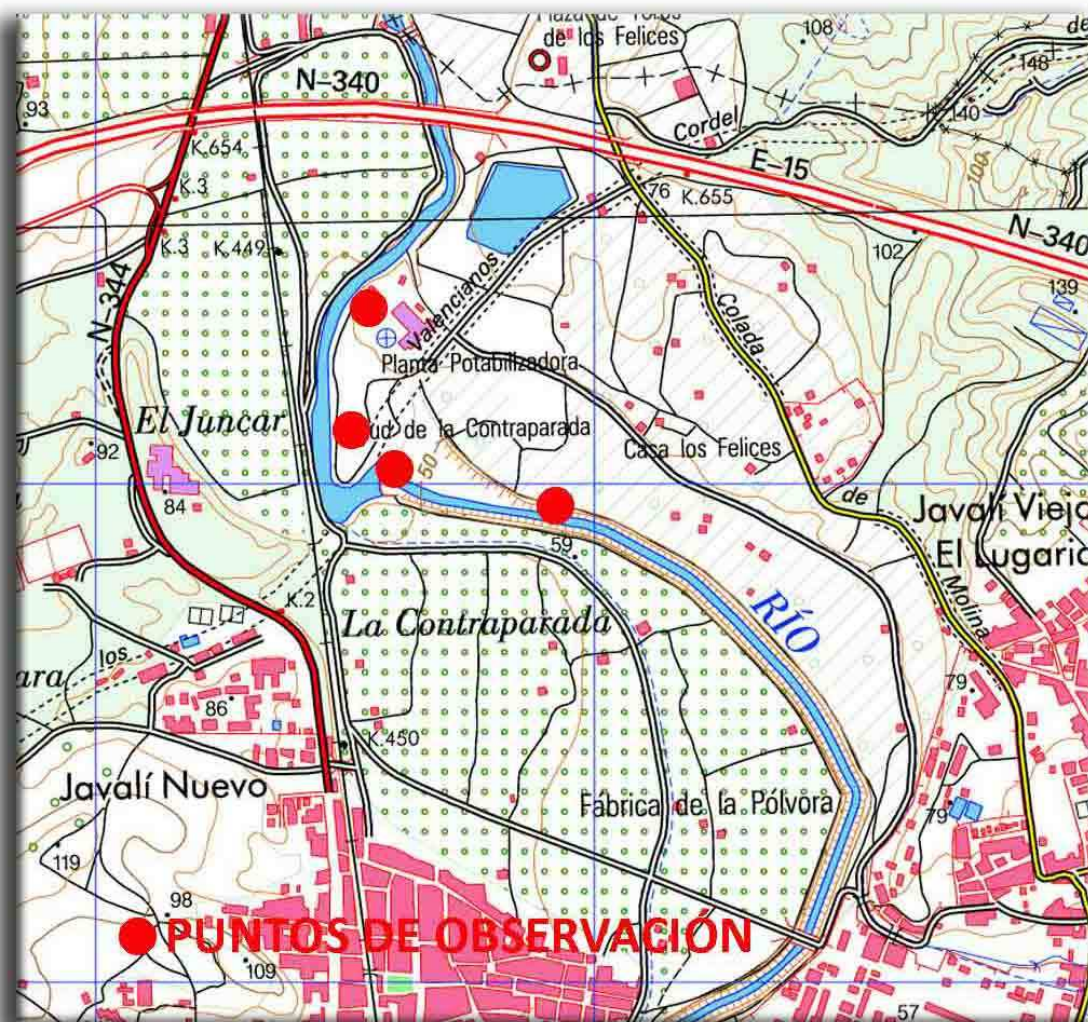 Plaza de Toros
de los Felices
108
de
148
N-340
93
Cordel
140
K.654
E-15
100
K.3
76
K.655
N-340
K.3
K.449
102
N-344
139
Valencianos
Colada
Planta Potabilizadora
El Juncar
ud de la Contraparada
50
Casa los Felices
92
84
de
Javalí Viejo
El Lugarico
59
K.2
La Contraparada
RÍO
Molina
los
ara
86
79
K.450
Javalí Nuevo
Fábrica de la Pólvora
79
119
98
PUNTOS DE OBSERVACIÓN
109
57